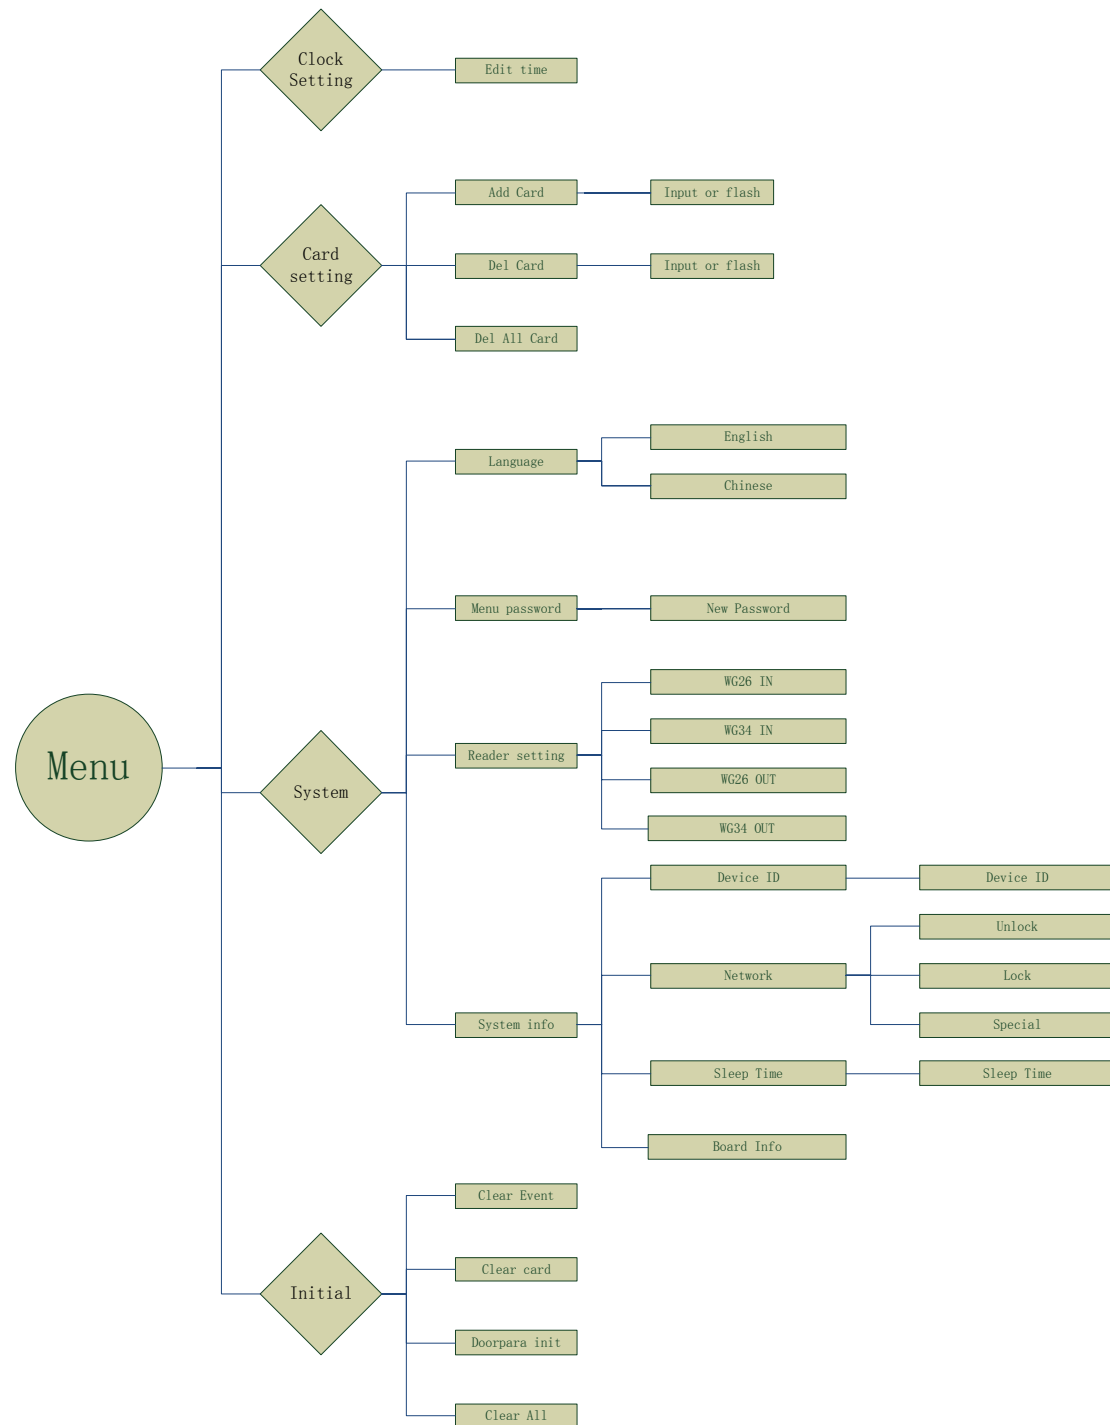 Clock
Setting
Edit time
Add Card
Input or flash
Card
setting
Del Card
Input or flash
Del All Card
English
Language
Chinese
Menu password
New Password
WG26 IN
WG34 IN
Reader setting
Menu
WG26 OUT
System
WG34 OUT
Device ID
Device ID
Unlock
Network
Lock
System info
Special
Sleep Time
Sleep Time
Board Info
Clear Event
Clear card
Initial
Doorpara init
Clear All